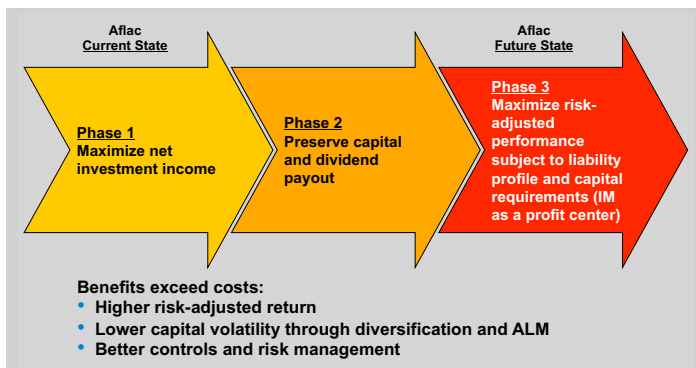 Aflac
Current State
Aflac
Future State
Phase 1
Maximize net
investment income
Phase 2
Preserve capital
and dividend
payout
Phase 3
Maximize risk-
adjusted
performance
subject to liability
profile and capital
requirements (IM
as a profit center)
Benefits exceed costs:
• Higher risk-adjusted return
• Lower capital volatility through diversification and ALM
• Better controls and risk management